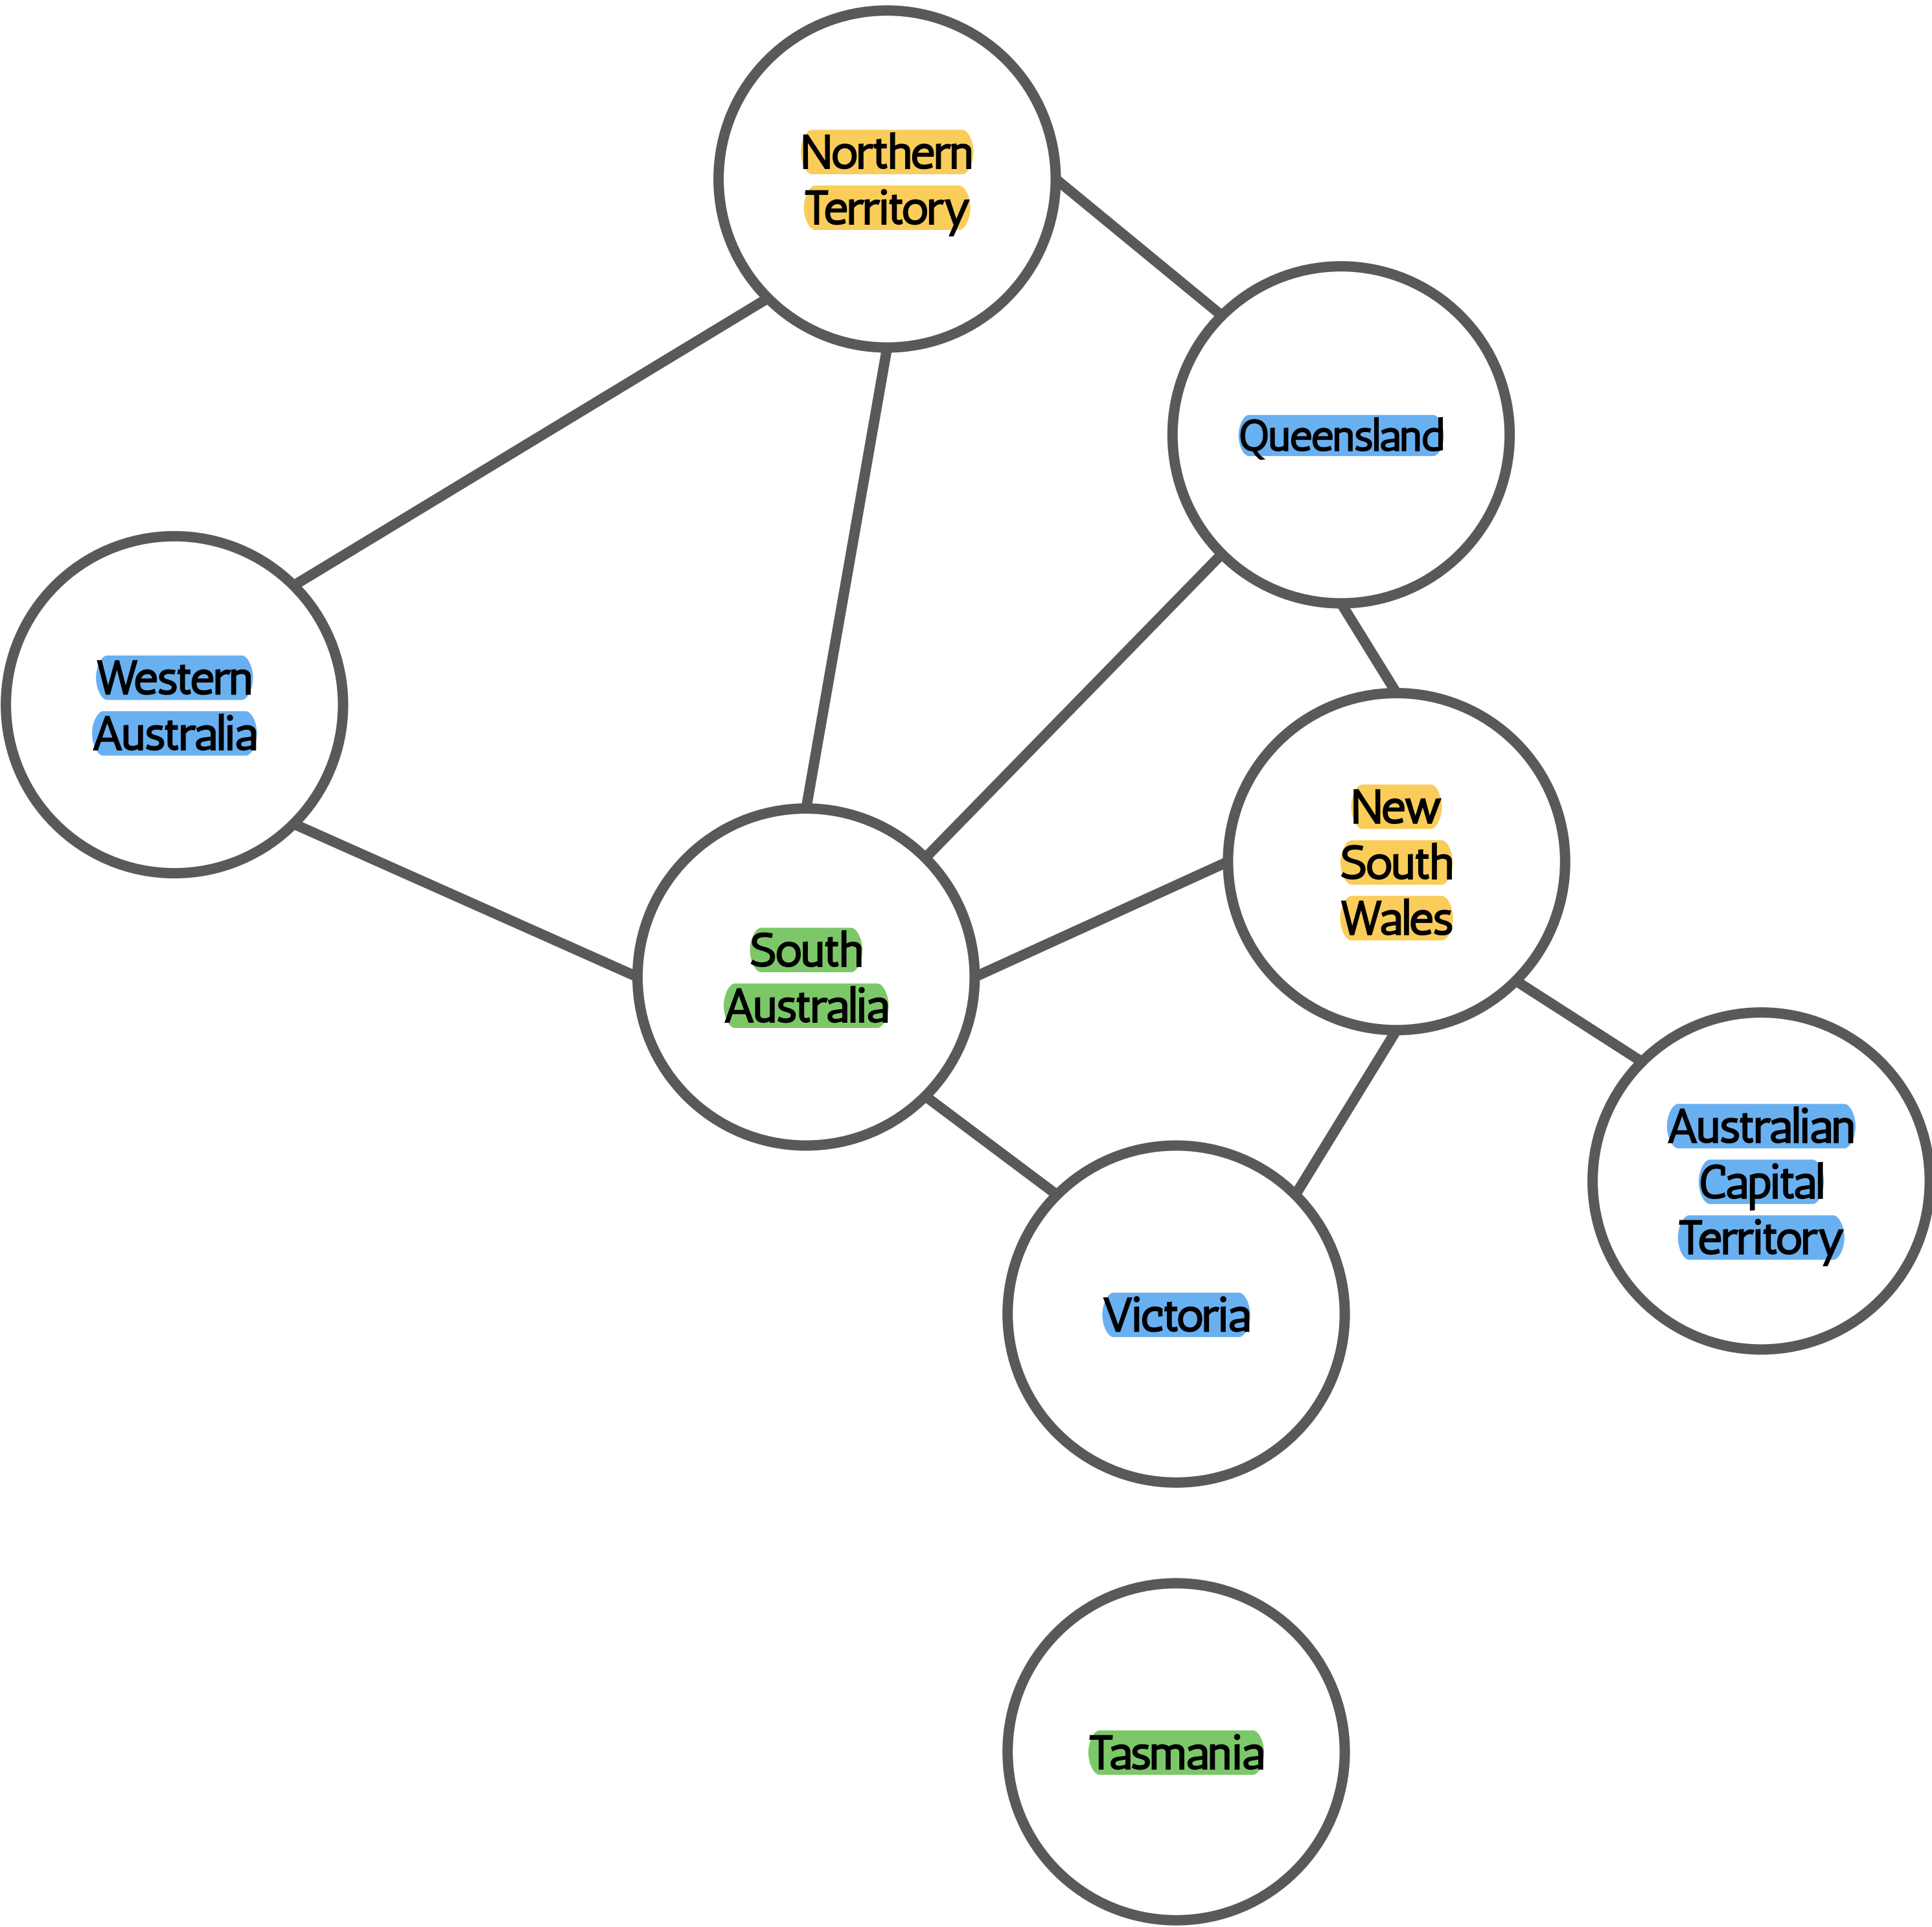 Northern
Territory
Queensland
Western
Australia
New
South
Wales
South
Australia
Australian
Capital
Territory
Victoria
Tasmania